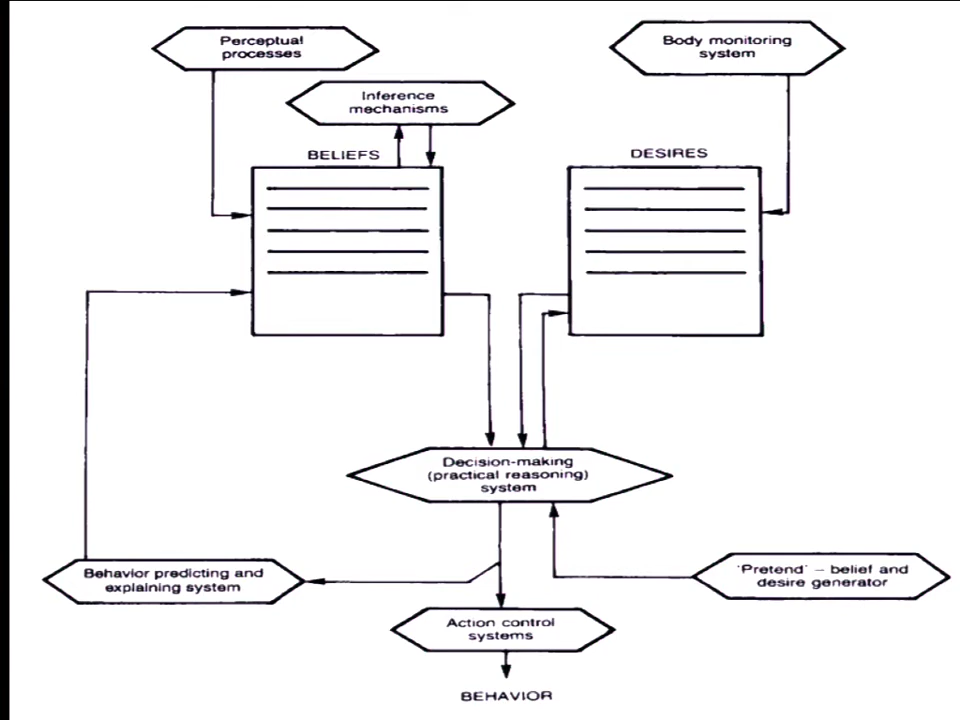 Perceptual
processes
Body monitoring
system
Inference
mechanisms
BELIEFS
DESIRES
Decision-making
(practical reasoning)
system
Behavior predicting and
explaining system
'Pretend' – belief and
desire generator
Action control
systems
BEHAVIOR